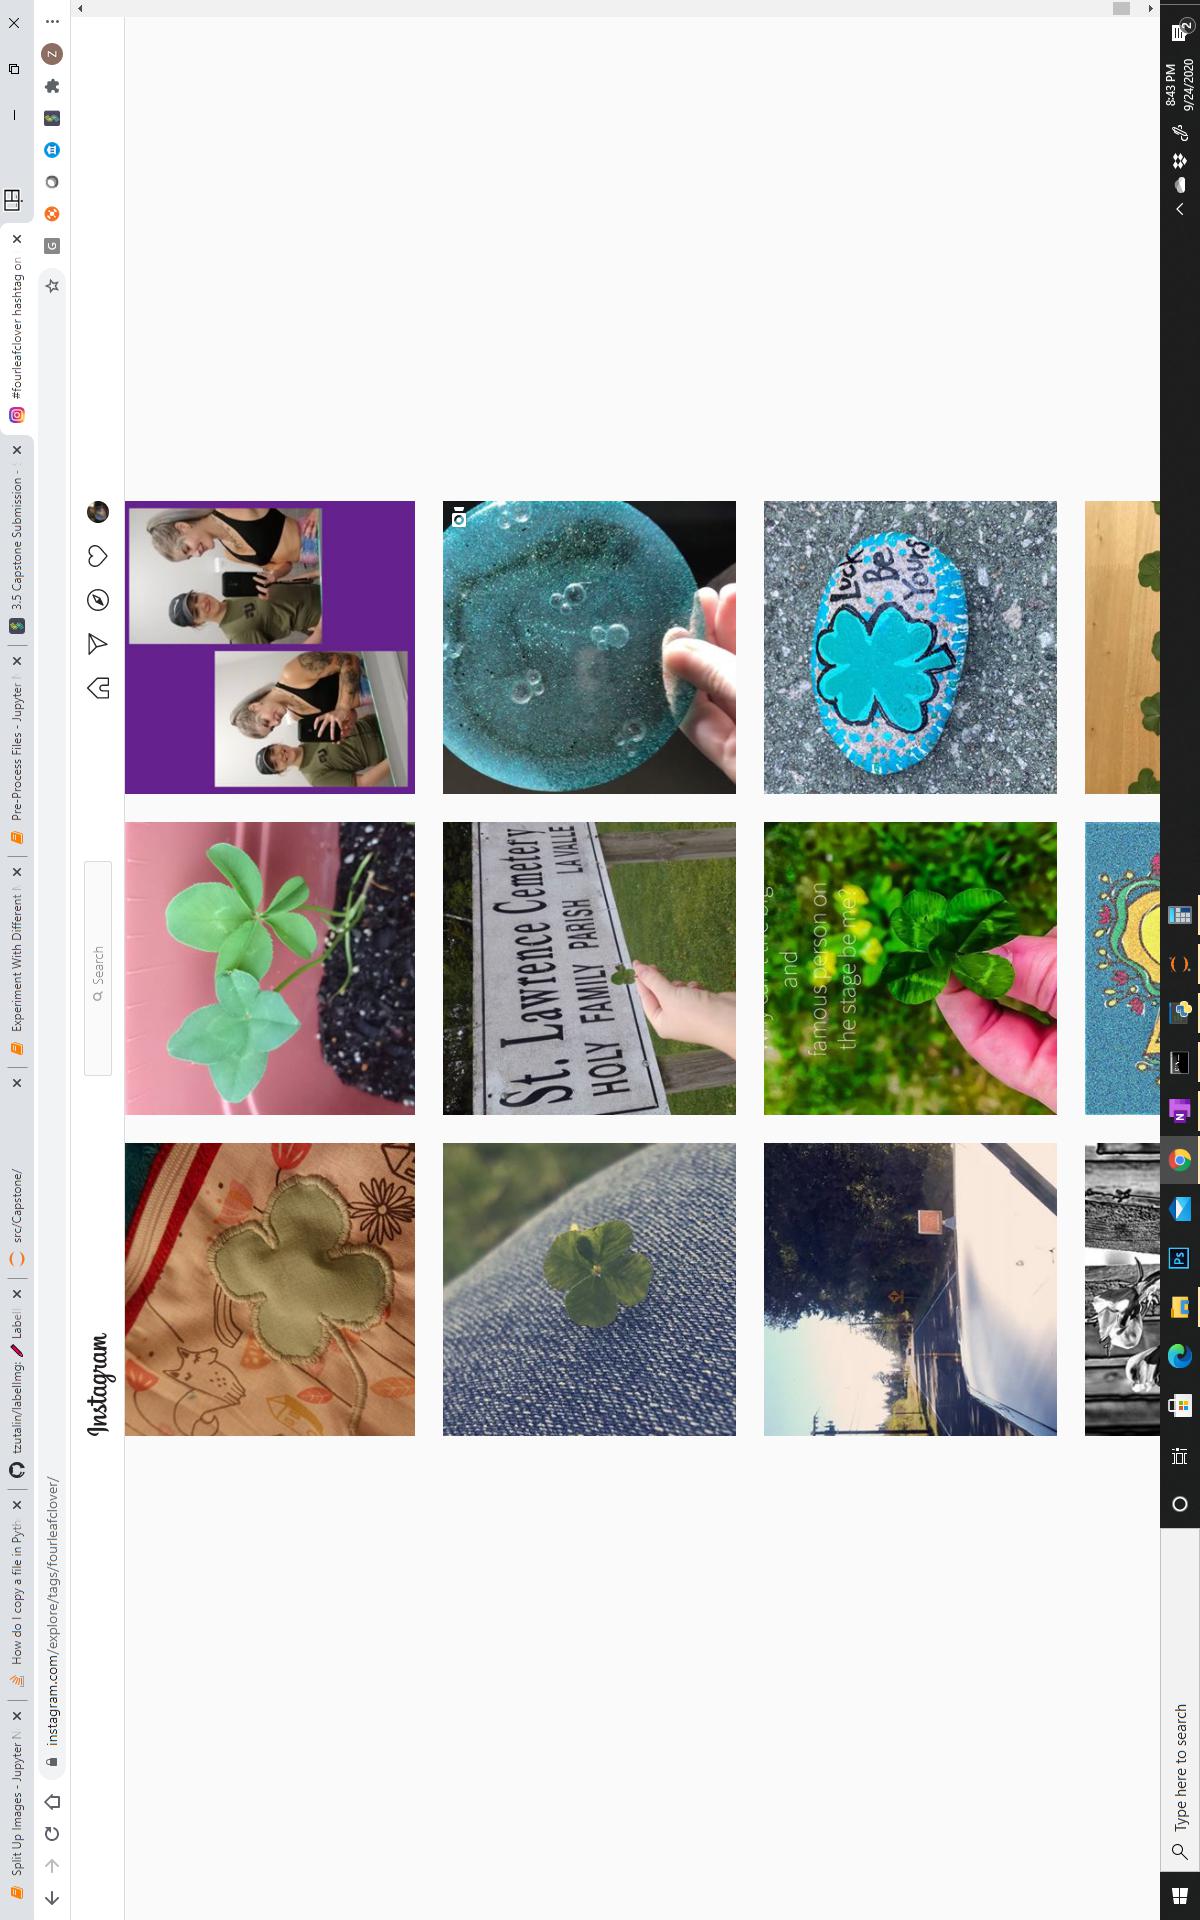 Split Up Images - Jupyter N
How do I copy a file in Pyth
tzutalin/labelImg: 🖍 Labell
src/Capstone/
Experiment With Different M
Pre-Process Files - Jupyter N
3.5 Capstone Submission -
#fourleafclover hashtag on
instagram.com/explore/tags/fourleafclover/
G
Z
Instagram
Search
St. Lawrence Cemetery
HOLY FAMILY PARISH LA VALLE
and
famous person on
the stage be me?
Luck
Be
Yours
Type here to search
Ps
N
8:43 PM
9/24/2020
2